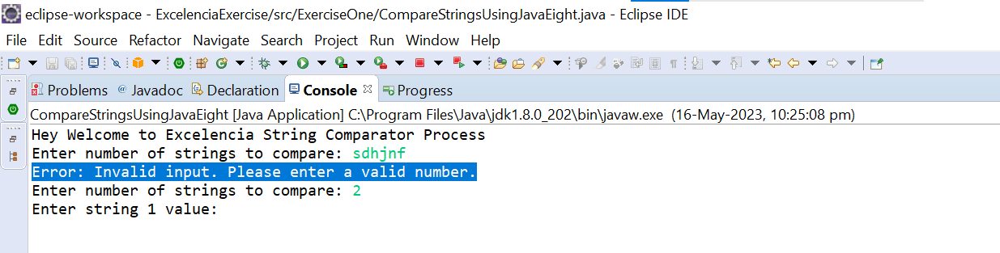 eclipse-workspace - ExcelenciaExercise/src/ExerciseOne/CompareStringsUsingJavaEight.java - Eclipse IDE
File Edit Source Refactor Navigate Search Project Run Window Help
Problems @ Javadoc Declaration Console Progress
CompareStringsUsingJavaEight [Java Application] C:\Program Files\Java\jdk1.8.0_202\bin\javaw.exe (16-May-2023, 10:25:08 pm)
Hey Welcome to Excelencia String Comparator Process
Enter number of strings to compare: sdhjnf
Error: Invalid input. Please enter a valid number.
Enter number of strings to compare: 2
Enter string 1 value: